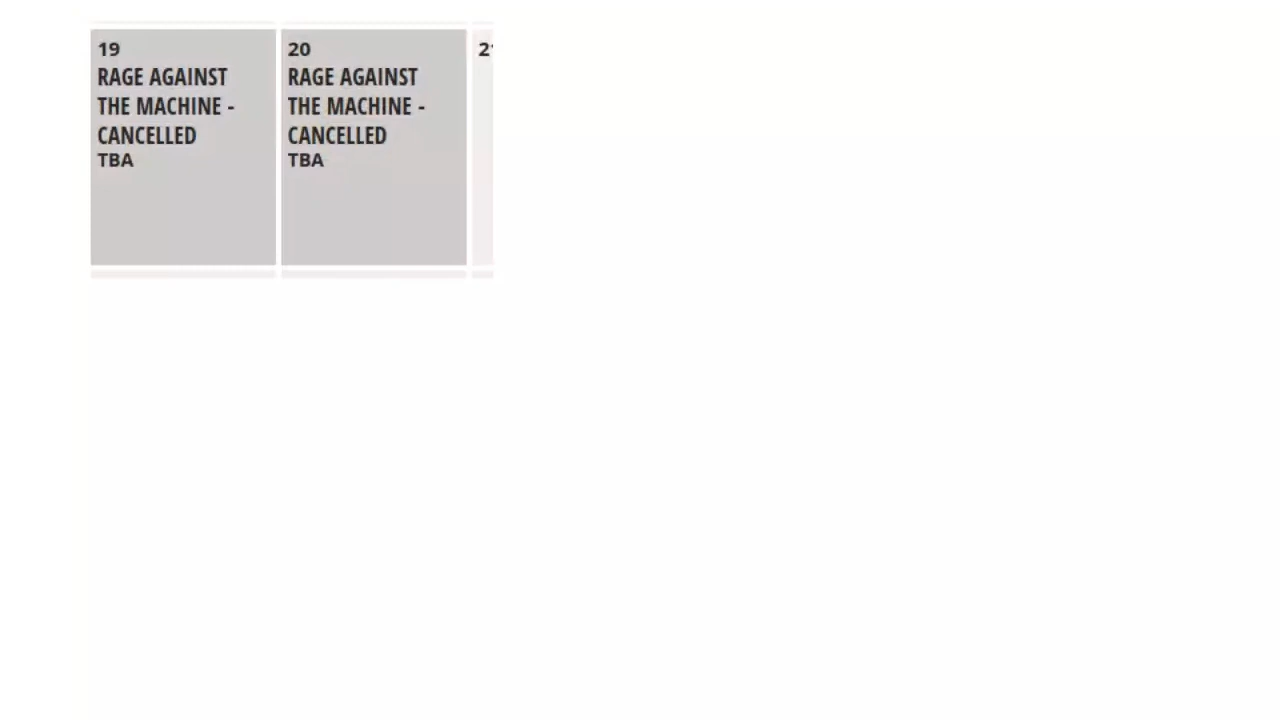 19
RAGE AGAINST
THE MACHINE -
CANCELLED
TBA
20
RAGE AGAINST
THE MACHINE -
CANCELLED
TBA